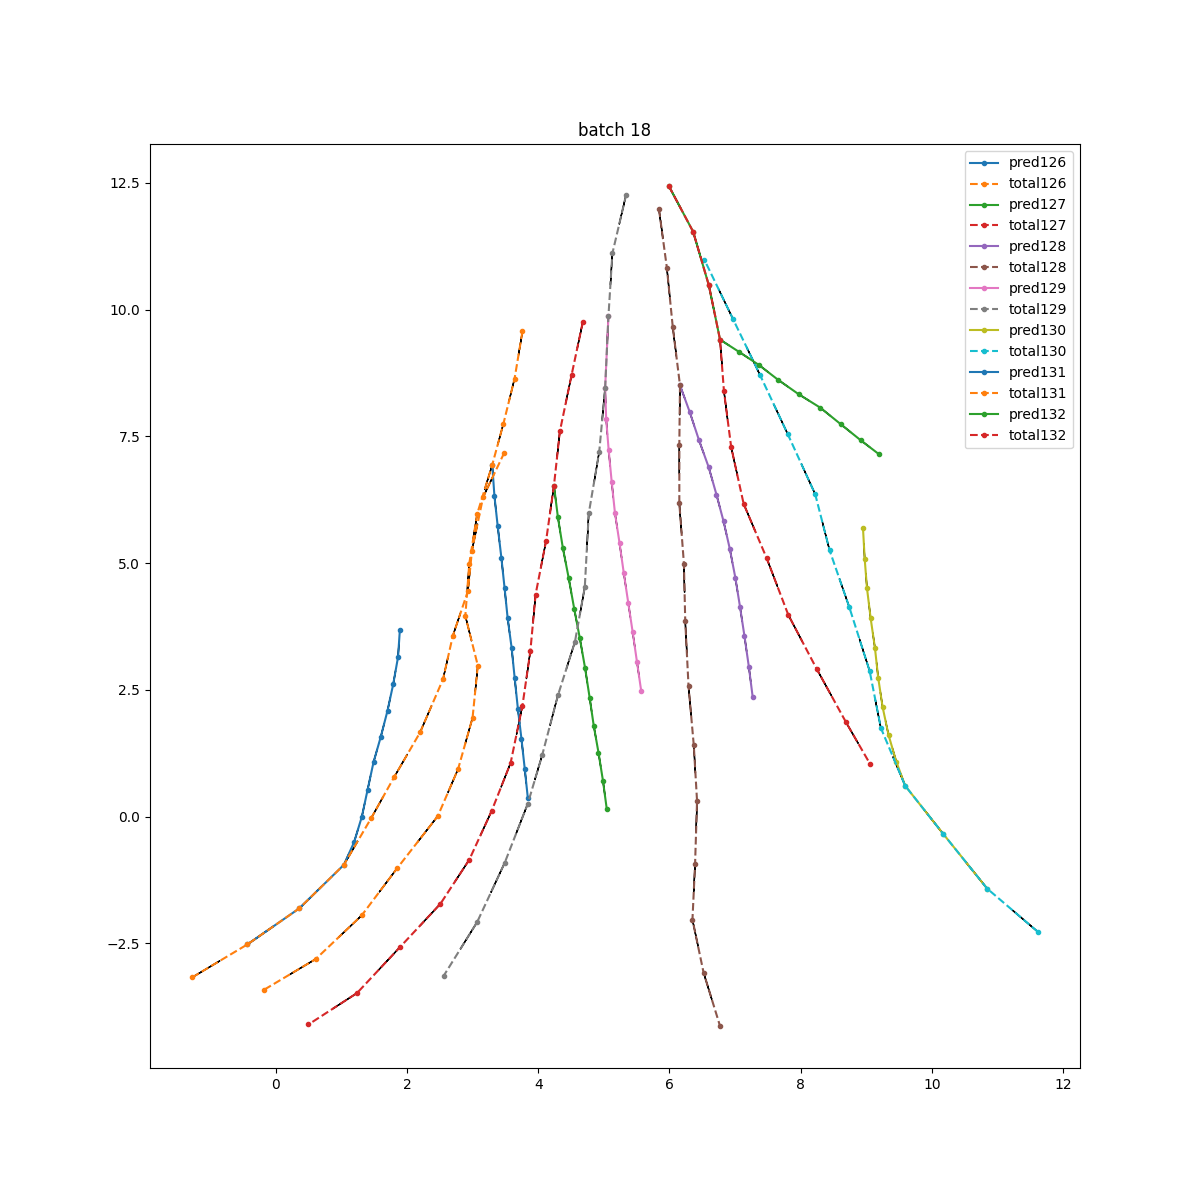 batch 18
12.5
10.0
7.5
5.0
2.5
0.0
−2.5
0
2
4
6
8
10
12
pred126
total126
pred127
total127
pred128
total128
pred129
total129
pred130
total130
pred131
total131
pred132
total132